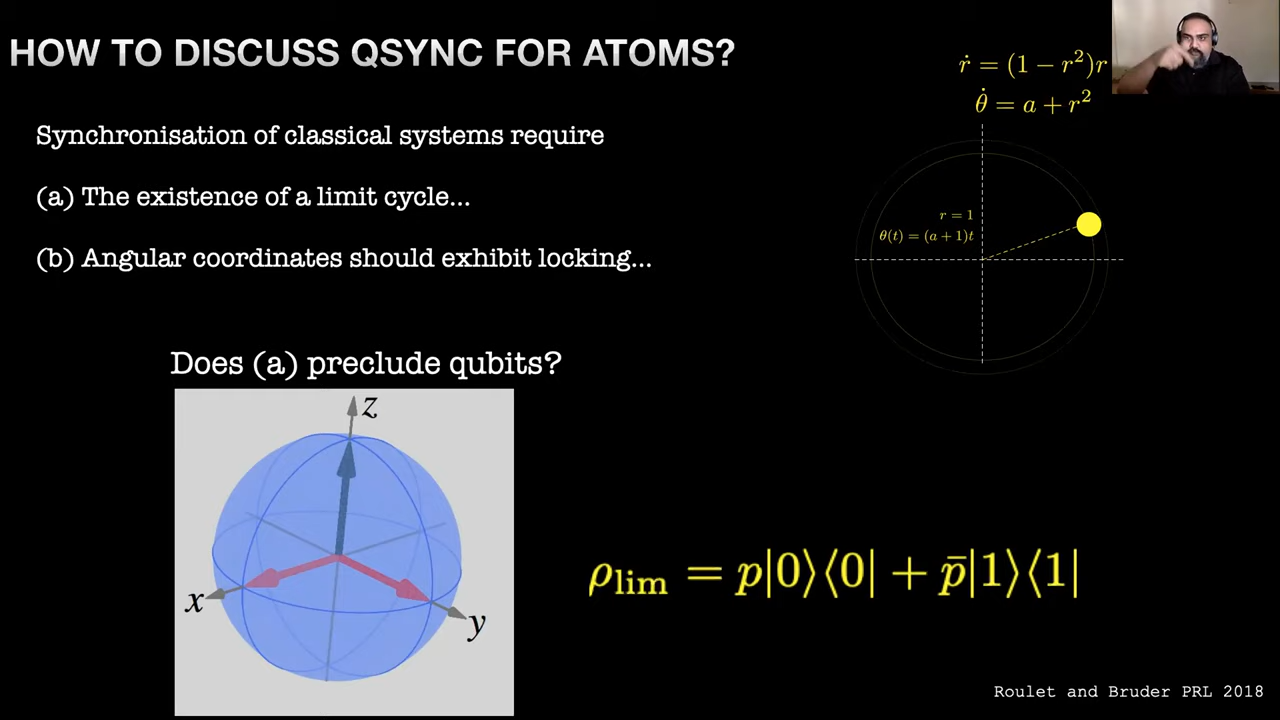 HOW TO DISCUSS QSYNC FOR ATOMS?
ṙ = (1 − r²)r
θ̇ = a + r²
Synchronisation of classical systems require
(a) The existence of a limit cycle...
(b) Angular coordinates should exhibit locking...
r = 1
θ(t) = (a + 1)t
Does (a) preclude qubits?
z
x
y
ρlim = p|0⟩⟨0| + p̄|1⟩⟨1|
Roulet and Bruder PRL 2018